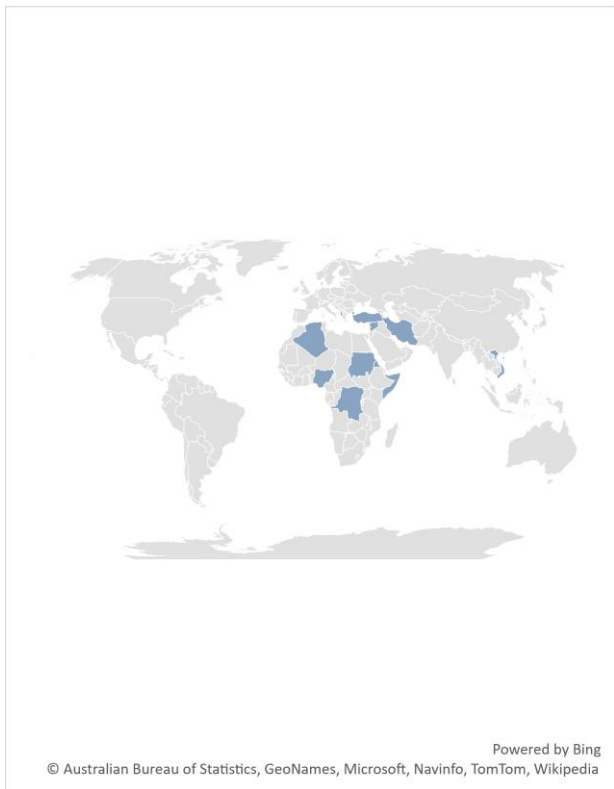 Powered by Bing
© Australian Bureau of Statistics, GeoNames, Microsoft, Navinfo, TomTom, Wikipedia